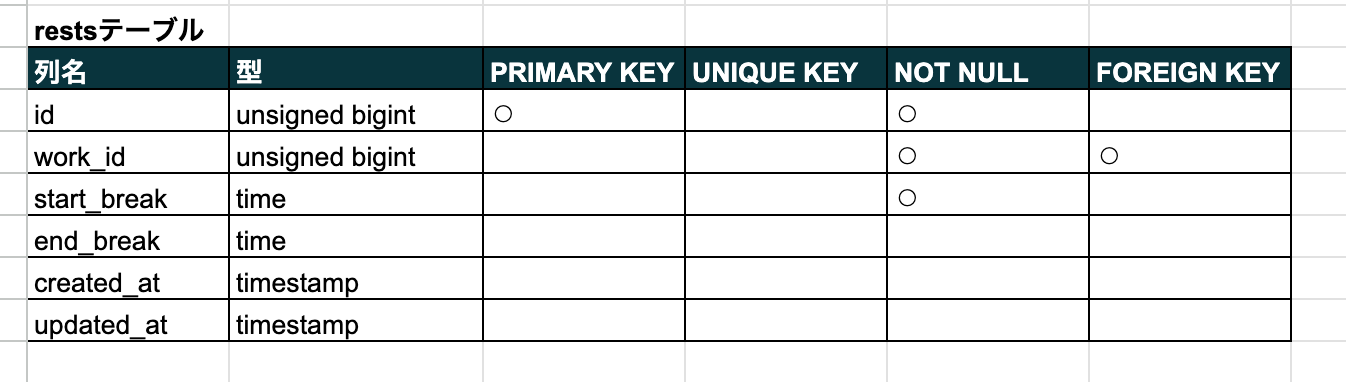 restsテーブル
列名 型 PRIMARY KEY UNIQUE KEY NOT NULL FOREIGN KEY
id unsigned bigint ○ ○
work_id unsigned bigint ○ ○
start_break time ○
end_break time
created_at timestamp
updated_at timestamp